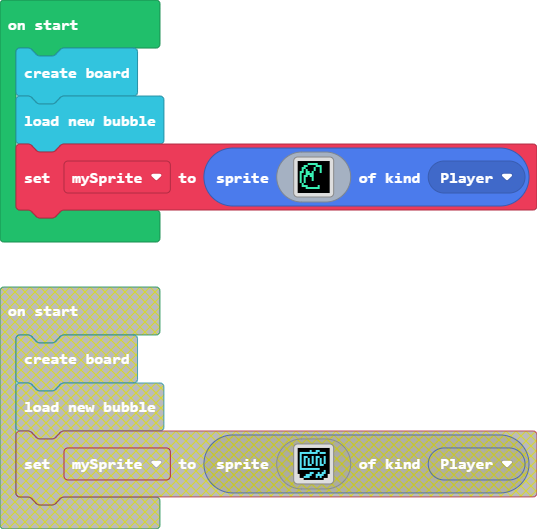 on start
create board
load new bubble
set mySprite to sprite of kind Player
on start
create board
load new bubble
set mySprite to sprite of kind Player